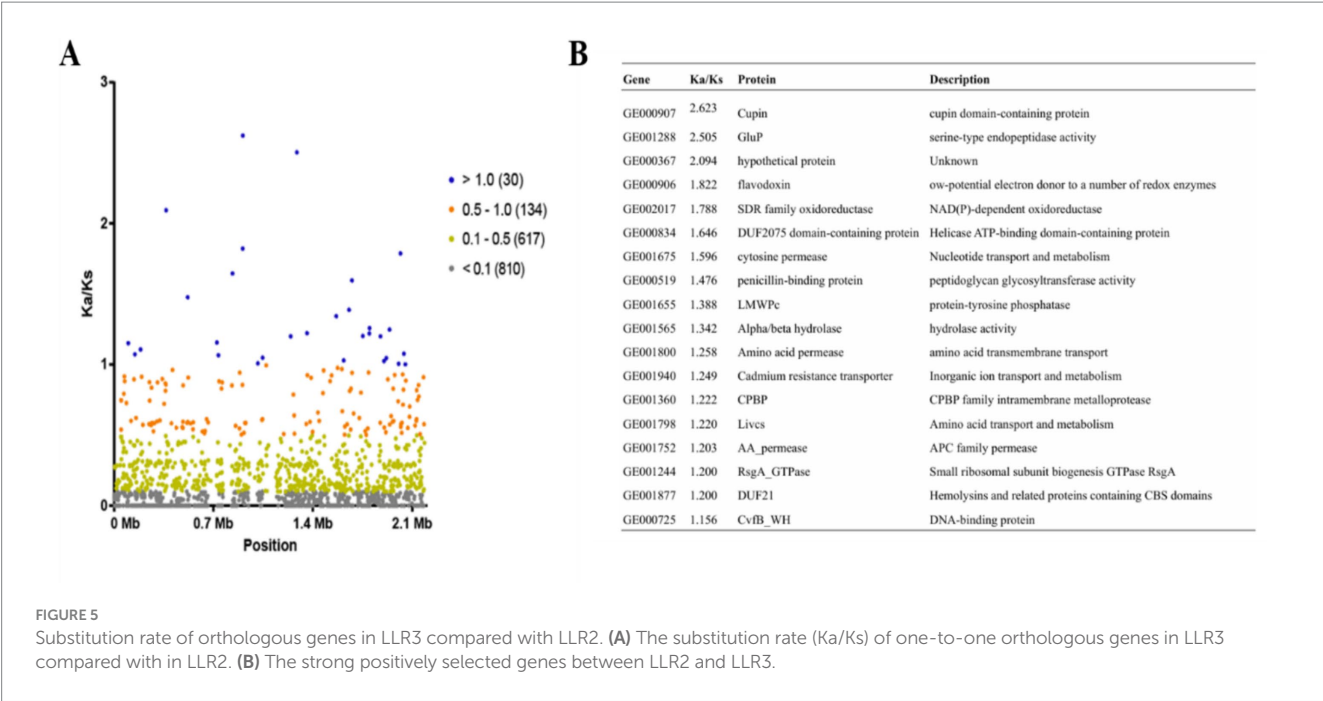 A
3
2
1
0
Ka/Ks
0 Mb 0.7 Mb 1.4 Mb 2.1 Mb
Position
> 1.0 (30)
0.5 - 1.0 (134)
0.1 - 0.5 (617)
< 0.1 (810)
B
Gene Ka/Ks Protein Description
GE000907 2.623 Cupin cupin domain-containing protein
GE001288 2.505 GluP serine-type endopeptidase activity
GE000367 2.094 hypothetical protein Unknown
GE000906 1.822 flavodoxin ow-potential electron donor to a number of redox enzymes
GE002017 1.788 SDR family oxidoreductase NAD(P)-dependent oxidoreductase
GE000834 1.646 DUF2075 domain-containing protein Helicase ATP-binding domain-containing protein
GE001675 1.596 cytosine permease Nucleotide transport and metabolism
GE000519 1.476 penicillin-binding protein peptidoglycan glycosyltransferase activity
GE001655 1.388 LMWPc protein-tyrosine phosphatase
GE001565 1.342 Alpha/beta hydrolase hydrolase activity
GE001800 1.258 Amino acid permease amino acid transmembrane transport
GE001940 1.249 Cadmium resistance transporter Inorganic ion transport and metabolism
GE001360 1.222 CPBP CPBP family intramembrane metalloprotease
GE001798 1.220 Livcs Amino acid transport and metabolism
GE001752 1.203 AA_permease APC family permease
GE001244 1.200 RsgA_GTPase Small ribosomal subunit biogenesis GTPase RsgA
GE001877 1.200 DUF21 Hemolysins and related proteins containing CBS domains
GE000725 1.156 CvfB_WH DNA-binding protein
FIGURE 5
Substitution rate of orthologous genes in LLR3 compared with LLR2. (A) The substitution rate (Ka/Ks) of one-to-one orthologous genes in LLR3
compared with in LLR2. (B) The strong positively selected genes between LLR2 and LLR3.